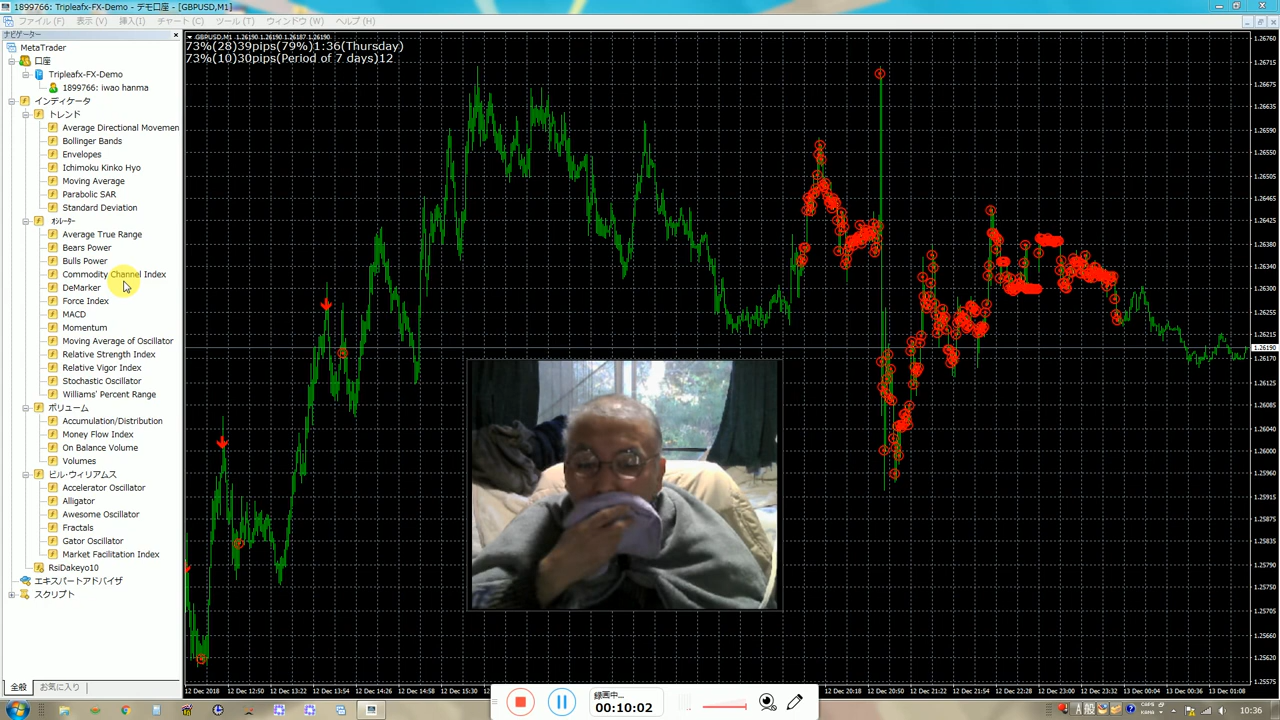 1899766: Tripleafx-FX-Demo - デモ口座 - [GBPUSD,M1]
ファイル (F) 表示 (V) 挿入(I) チャート (C) ツール (T) ウィンドウ (W) ヘルプ (H)
ナビゲーター
MetaTrader
口座
Tripleafx-FX-Demo
1899766: iwao hanma
インディケータ
トレンド
Average Directional Movemen
Bollinger Bands
Envelopes
Ichimoku Kinko Hyo
Moving Average
Parabolic SAR
Standard Deviation
オシレーター
Average True Range
Bears Power
Bulls Power
Commodity Channel Index
DeMarker
Force Index
MACD
Momentum
Moving Average of Oscillator
Relative Strength Index
Relative Vigor Index
Stochastic Oscillator
Williams' Percent Range
ボリューム
Accumulation/Distribution
Money Flow Index
On Balance Volume
Volumes
ビル・ウィリアムス
Accelerator Oscillator
Alligator
Awesome Oscillator
Fractals
Gator Oscillator
Market Facilitation Index
RsiDakeyo10
エキスパートアドバイザ
スクリプト
全般 お気に入り
GBPUSD,M1 1.26190 1.26190 1.26187 1.26190
73%(28)39pips(79%)1:36(Thursday)
73%(10)30pips(Period of 7 days)12
1.26760
1.26715
1.26675
1.26635
1.26590
1.26550
1.26505
1.26465
1.26420
1.26380
1.26340
1.26300
1.26255
1.26190
1.26170
1.26125
1.26085
1.26040
1.26000
1.25960
1.25915
1.25875
1.25830
1.25790
1.25750
1.25705
1.25660
1.25620
1.25575
12 Dec 2018 12 Dec 12:50 12 Dec 13:22 12 Dec 13:54 12 Dec 14:26 12 Dec 14:58 12 Dec 15:30 12 Dec 20:18 12 Dec 20:50 12 Dec 21:22 12 Dec 21:54 12 Dec 22:28 12 Dec 23:00 12 Dec 23:32 13 Dec 00:04 13 Dec 00:36 13 Dec 01:08
録画中...
00:10:02
A 般
CAPS
KANA
10:36